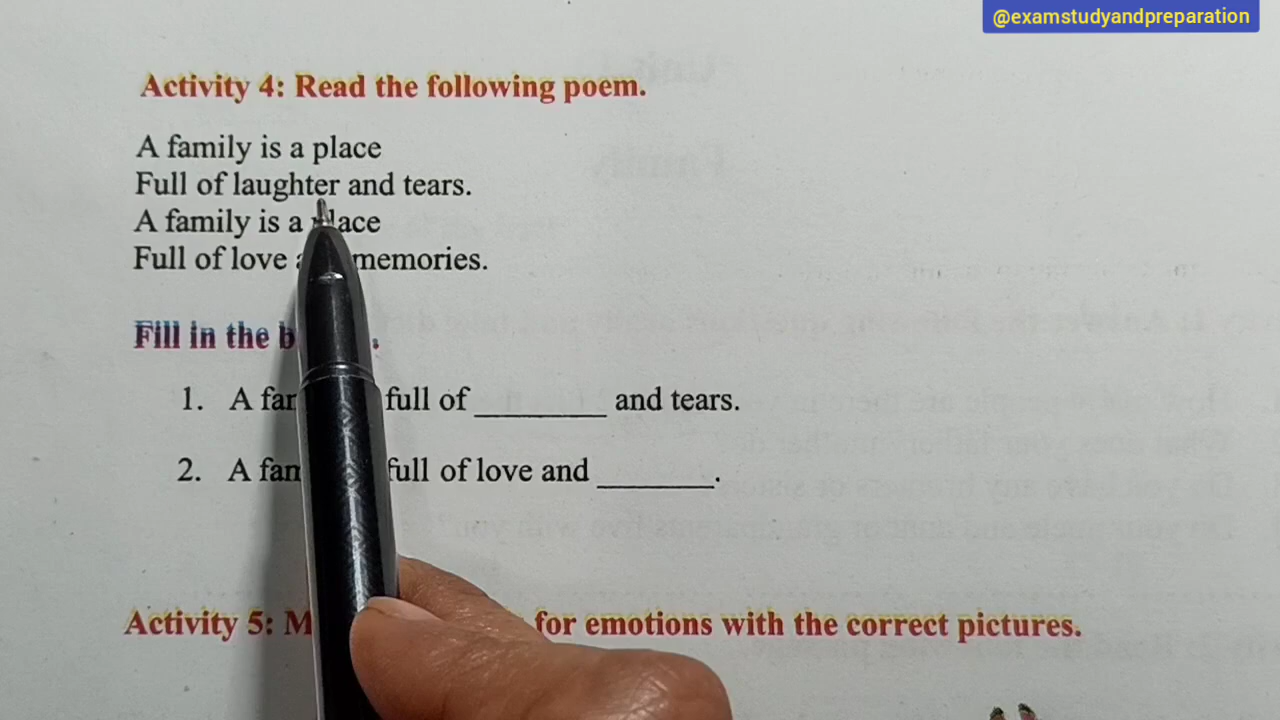 @examstudyandpreparation
Activity 4: Read the following poem.
A family is a place
Full of laughter and tears.
A family is a place
Full of love memories.
Fill in the
1. A full of ________ and tears.
2. A full of love and _______.
Activity 5: for emotions with the correct pictures.